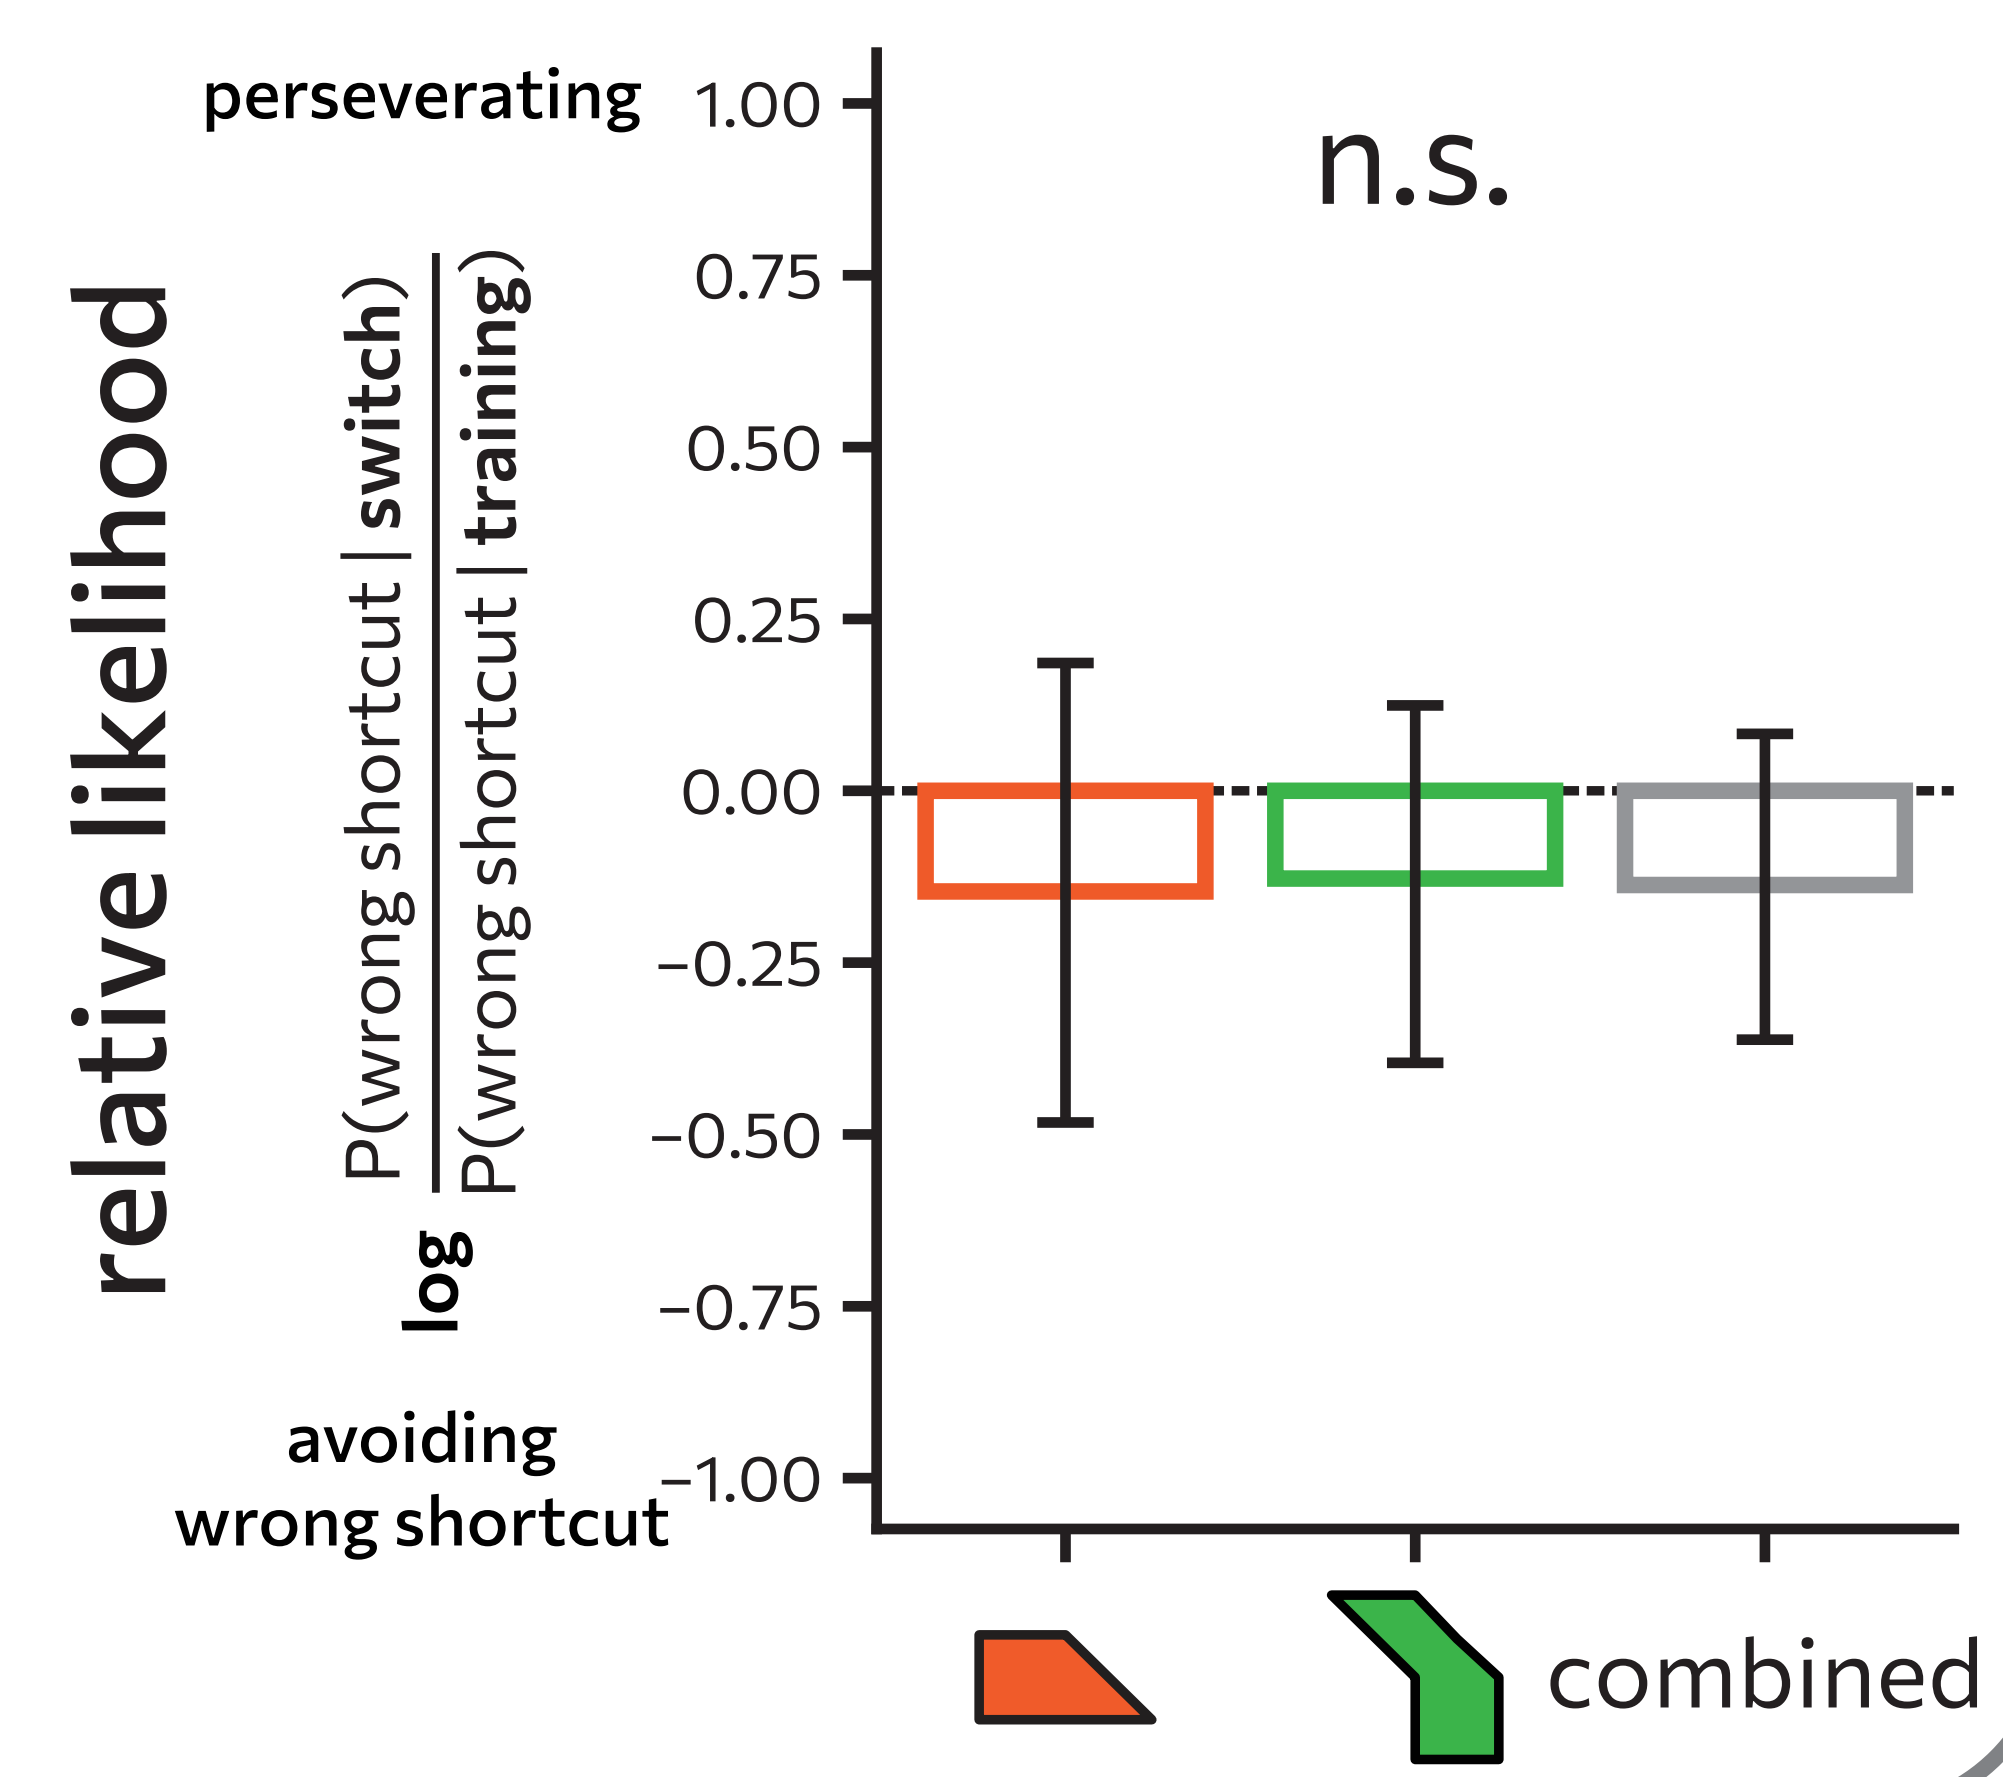 perseverating
relative likelihood
log
P(wrong shortcut | switch)
P(wrong shortcut | training)
avoiding
wrong shortcut
1.00
0.75
0.50
0.25
0.00
−0.25
−0.50
−0.75
−1.00
n.s.
combined